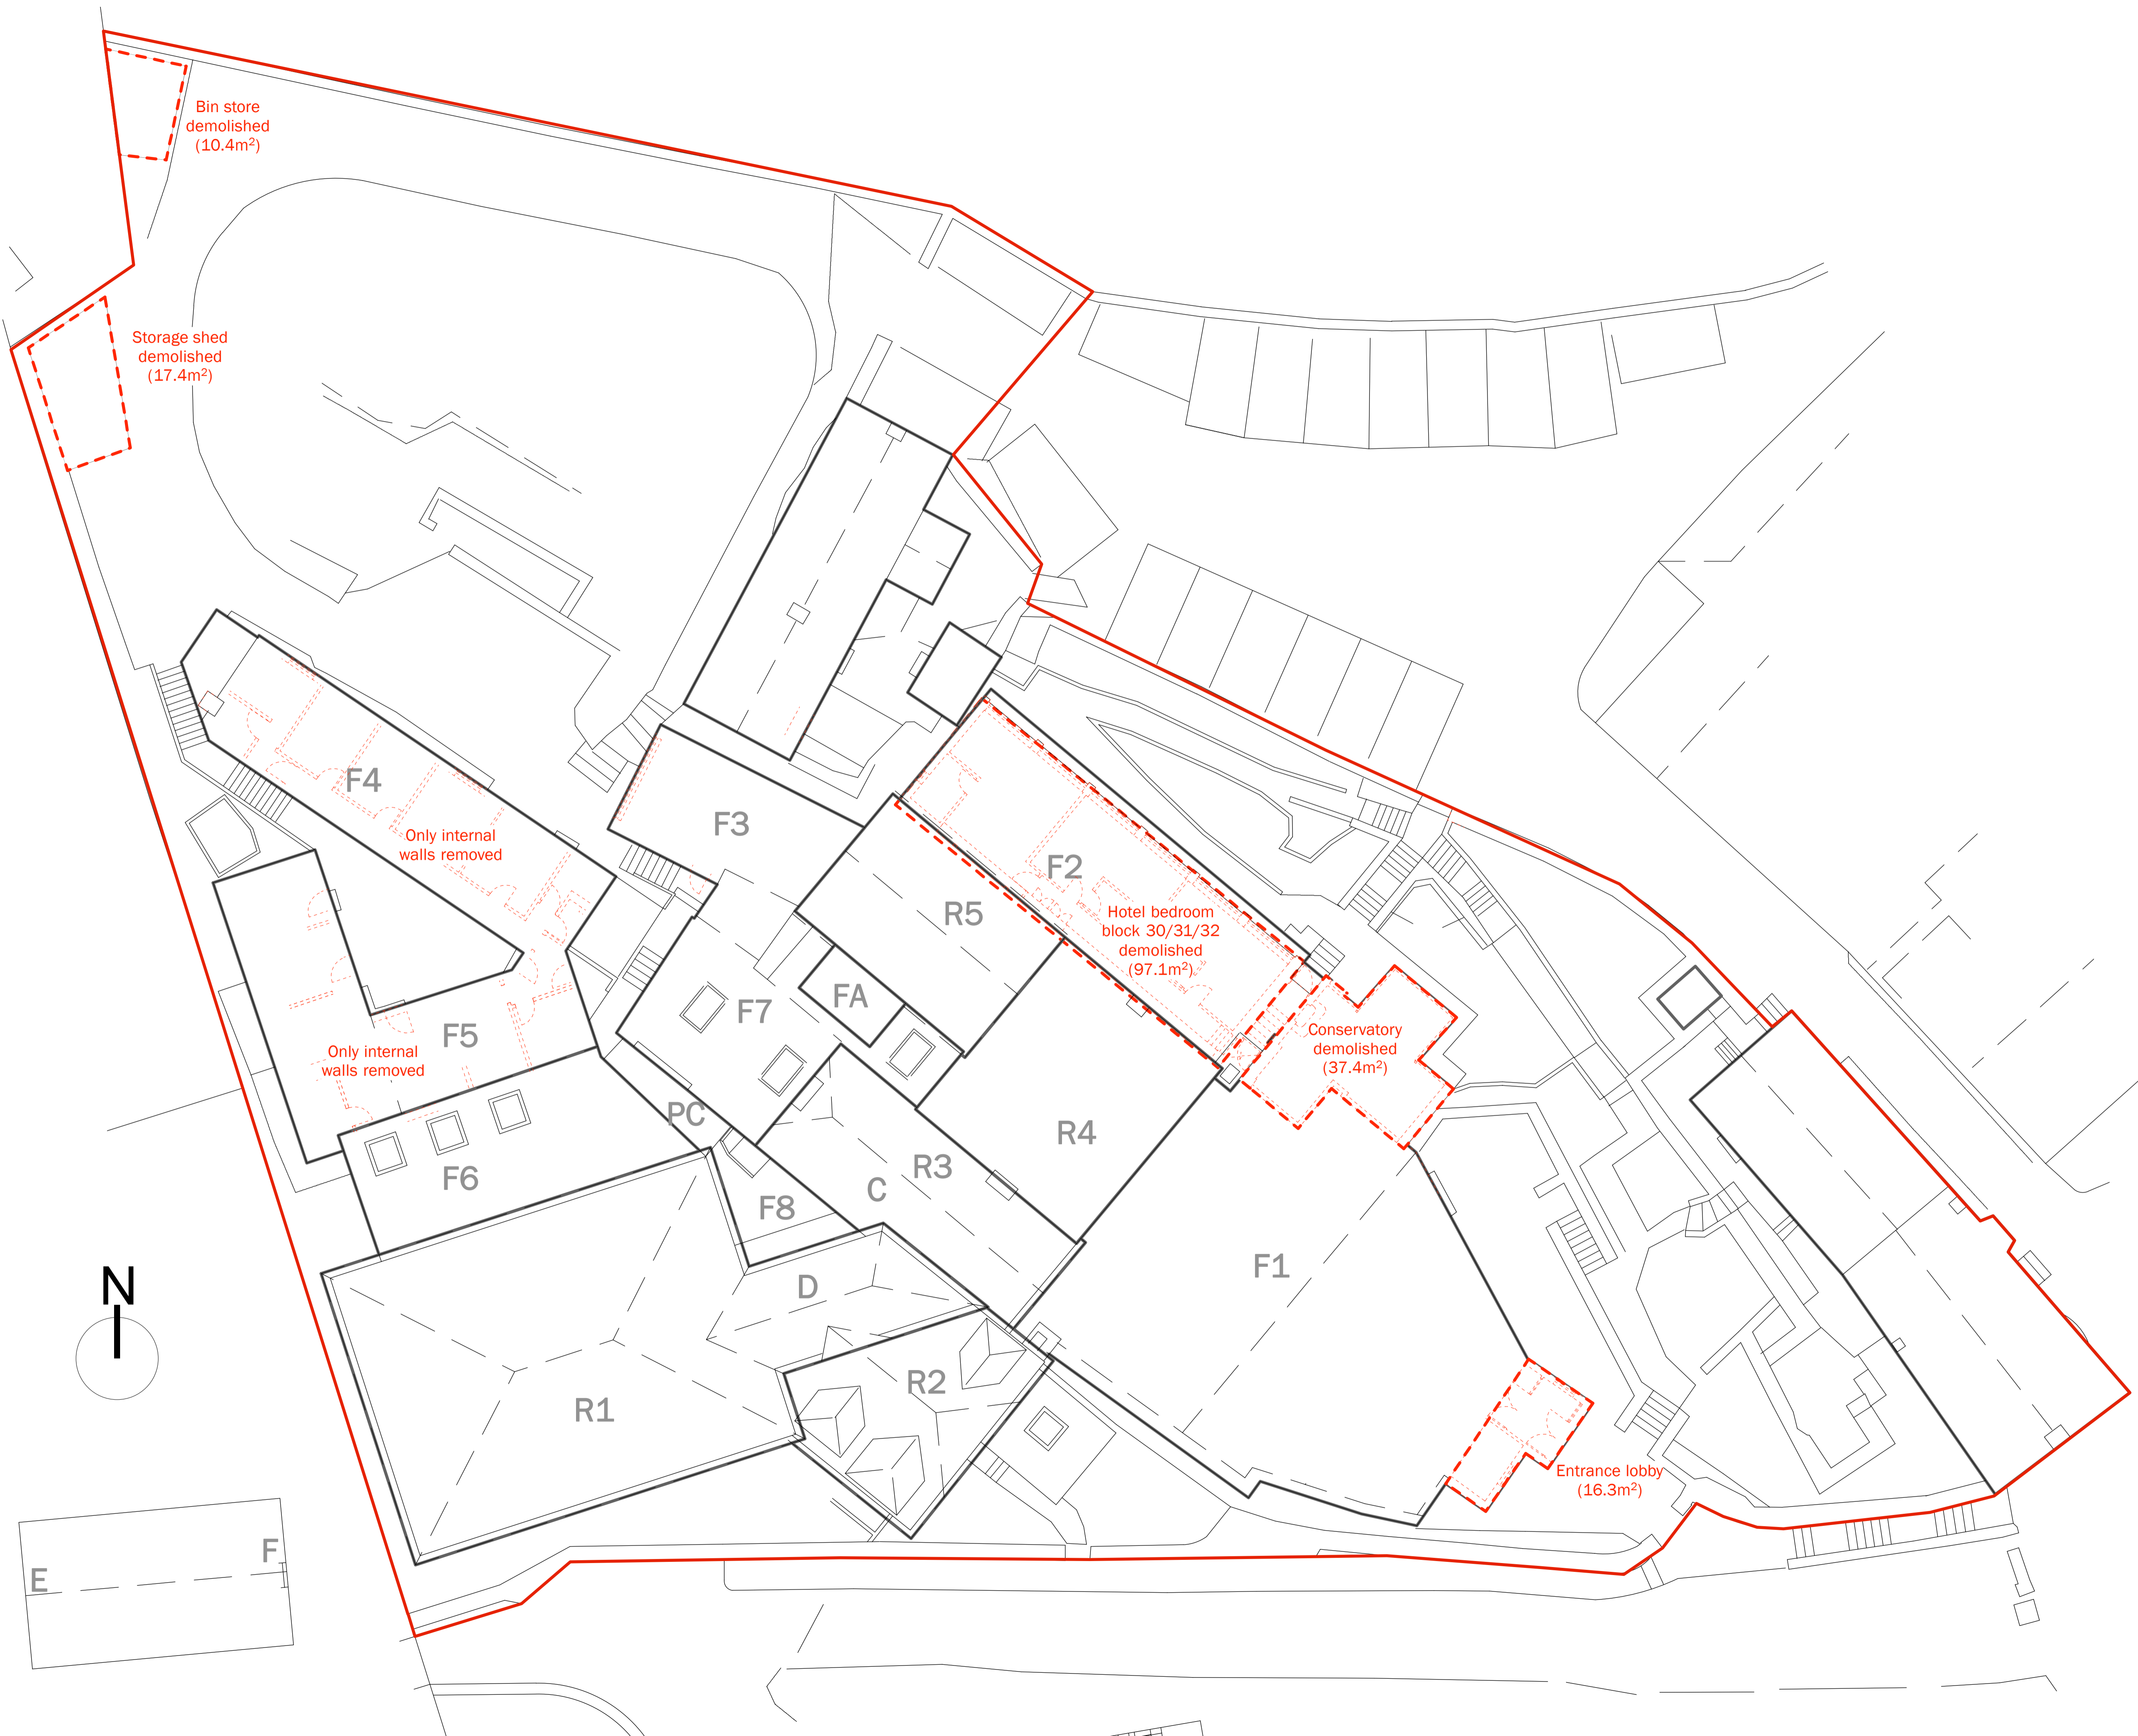 Bin store
demolished
(10.4m²)
Storage shed
demolished
(17.4m²)
F4
Only internal
walls removed
F3
F2
R5
Hotel bedroom
block 30/31/32
demolished
(97.1m²)
FA
F7
F5
Only internal
walls removed
Conservatory
demolished
(37.4m²)
PC
R4
R3
F6
C
F8
F1
D
N
R2
R1
Entrance lobby
(16.3m²)
F
E